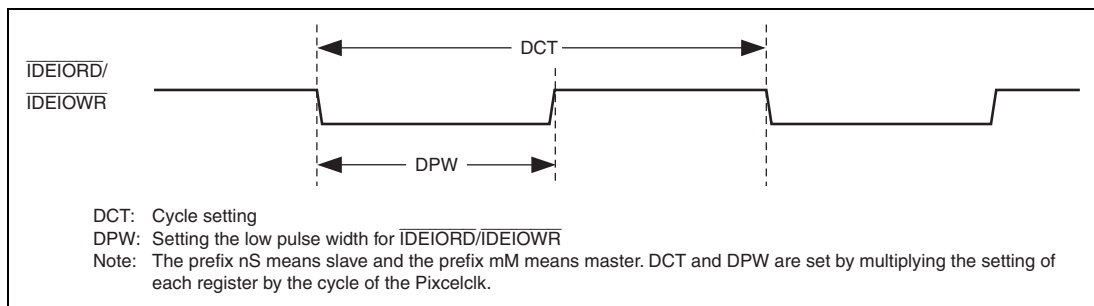 DCT
IDEIORD/
IDEIOWR
DPW
DCT: Cycle setting
DPW: Setting the low pulse width for IDEIORD/IDEIOWR
Note: The prefix nS means slave and the prefix mM means master. DCT and DPW are set by multiplying the setting of
each register by the cycle of the Pixcelclk.